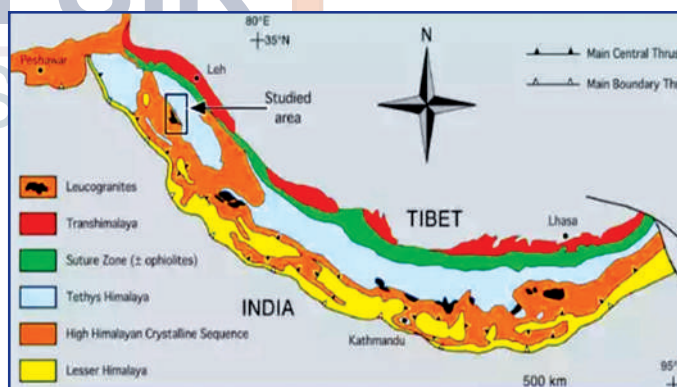 80°E
35°N
Peshawar
Leh
N
Main Central Thrus
Main Boundary Thr
Studied
area
Leucogranites
Transhimalaya
TIBET
Lhasa
Suture Zone (± ophiolites)
Tethys Himalaya
INDIA
High Himalayan Crystalline Sequence
Kathmandu
Lesser Himalaya
500 km
95°